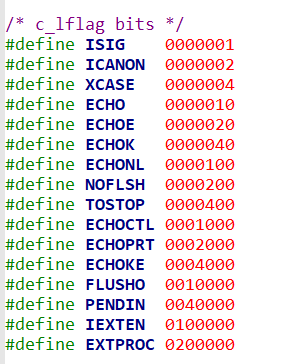 /* c_lflag bits */
#define ISIG 0000001
#define ICANON 0000002
#define XCASE 0000004
#define ECHO 0000010
#define ECHOE 0000020
#define ECHOK 0000040
#define ECHONL 0000100
#define NOFLSH 0000200
#define TOSTOP 0000400
#define ECHOCTL 0001000
#define ECHOPRT 0002000
#define ECHOKE 0004000
#define FLUSHO 0010000
#define PENDIN 0040000
#define IEXTEN 0100000
#define EXTPROC 0200000